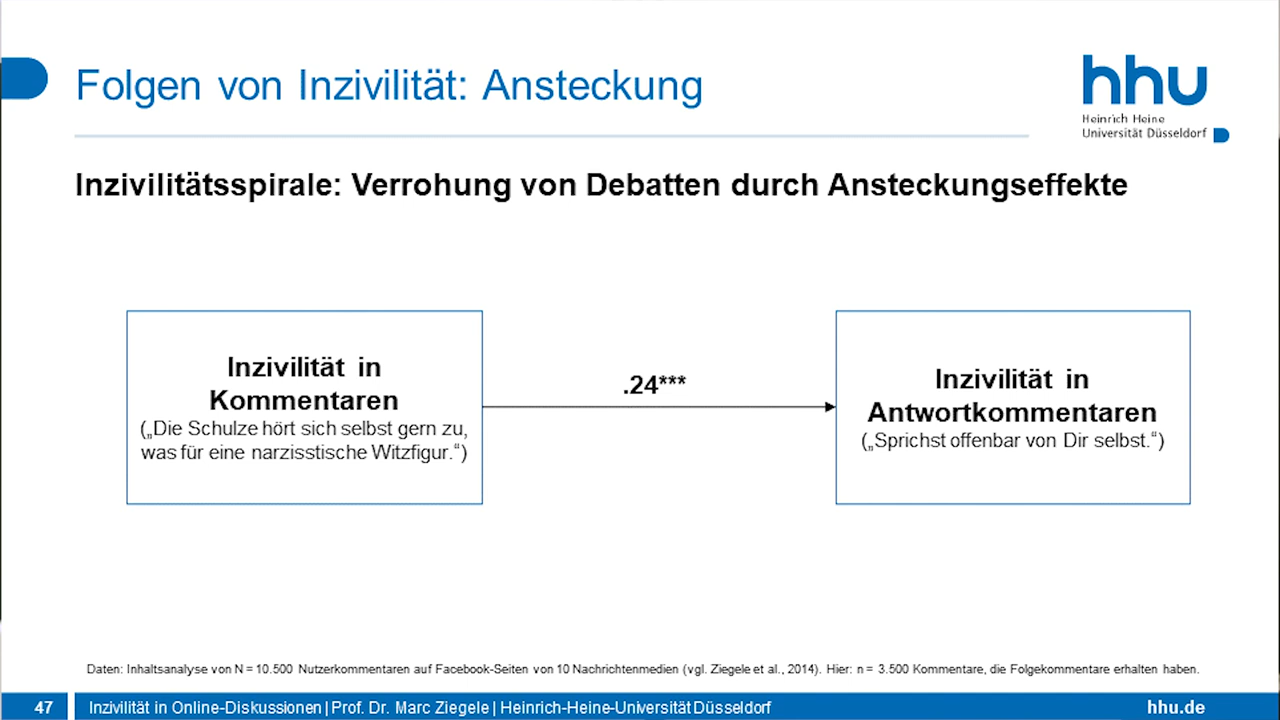 Folgen von Inzivilität: Ansteckung
hhu
Heinrich Heine
Universität Düsseldorf
Inzivilitätsspirale: Verrohung von Debatten durch Ansteckungseffekte
Inzivilität in
Kommentaren
(„Die Schulze hört sich selbst gern zu,
was für eine narzisstische Witzfigur.“)
.24***
Inzivilität in
Antwortkommentaren
(„Sprichst offenbar von Dir selbst.“)
Daten: Inhaltsanalyse von N = 10.500 Nutzerkommentaren auf Facebook-Seiten von 10 Nachrichtenmedien (vgl. Ziegele et al., 2014). Hier: n = 3.500 Kommentare, die Folgekommentare erhalten haben.
47 Inzivilität in Online-Diskussionen | Prof. Dr. Marc Ziegele | Heinrich-Heine-Universität Düsseldorf hhu.de